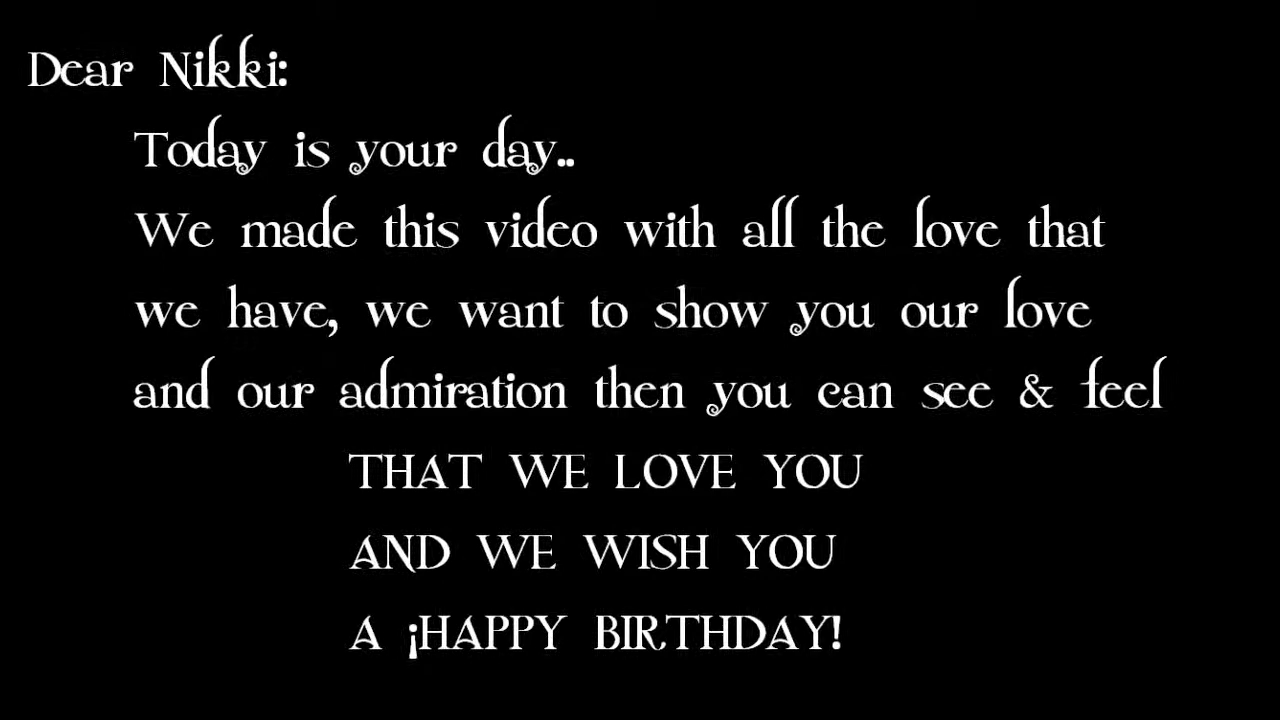 Dear Nikki:
Today is your day..
We made this video with all the love that
we have, we want to show you our love
and our admiration then you can see & feel
THAT WE LOVE YOU
AND WE WISH YOU
A ¡HAPPY BIRTHDAY!